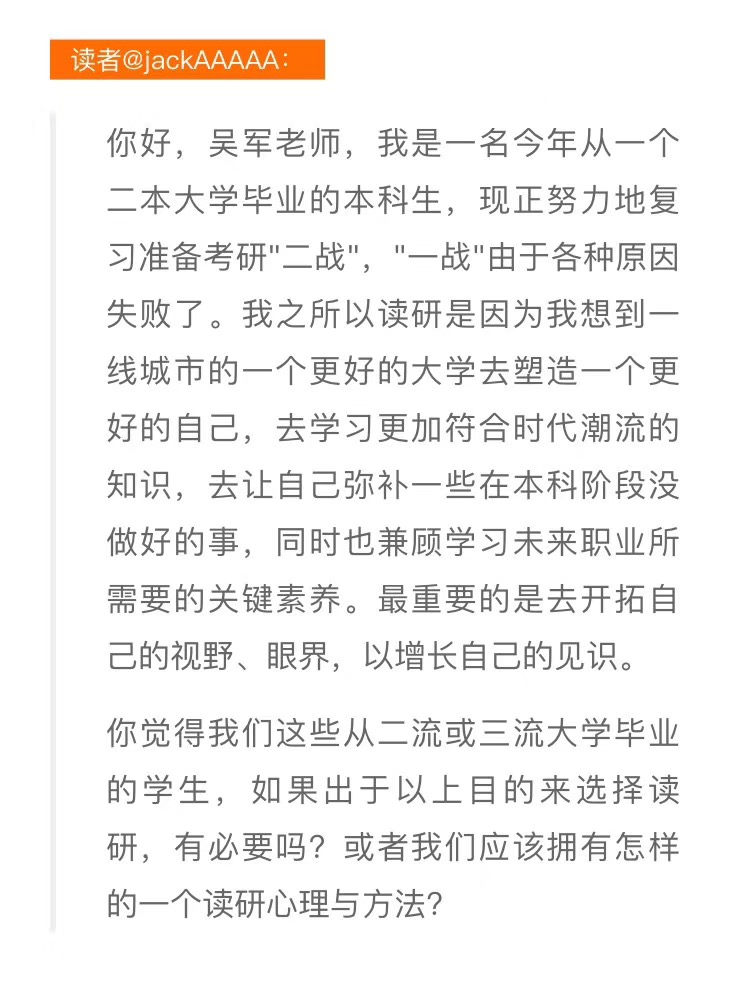 读者@jackAAAAA：
你好，吴军老师，我是一名今年从一个
二本大学毕业的本科生，现正努力地复
习准备考研"二战"，"一战"由于各种原因
失败了。我之所以读研是因为我想到一
线城市的一个更好的大学去塑造一个更
好的自己，去学习更加符合时代潮流的
知识，去让自己弥补一些在本科阶段没
做好的事，同时也兼顾学习未来职业所
需要的关键素养。最重要的是去开拓自
己的视野、眼界，以增长自己的见识。
你觉得我们这些从二流或三流大学毕业
的学生，如果出于以上目的来选择读
研，有必要吗？或者我们应该拥有怎样
的一个读研心理与方法？